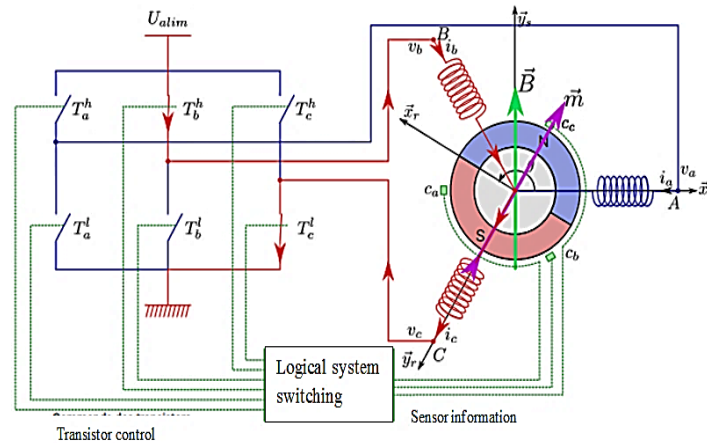 U_alim
T_a^h
T_b^h
T_c^h
T_a^l
T_b^l
T_c^l
v_b
B
i_b
y_s
B
m
c_c
N
x_r
c_a
i_a
v_a
A
x
S
c_b
v_c
i_c
C
y_r
Logical system
switching
Sensor information
Transistor control